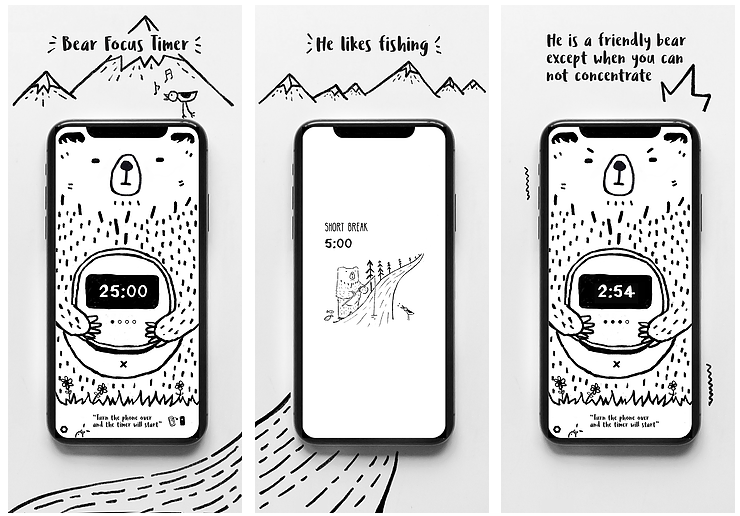 Bear Focus Timer
25:00
"Turn the phone over
and the timer will start"
He likes fishing
SHORT BREAK
5:00
He is a friendly bear
except when you can
not concentrate
2:54
"Turn the phone over
and the timer will start"